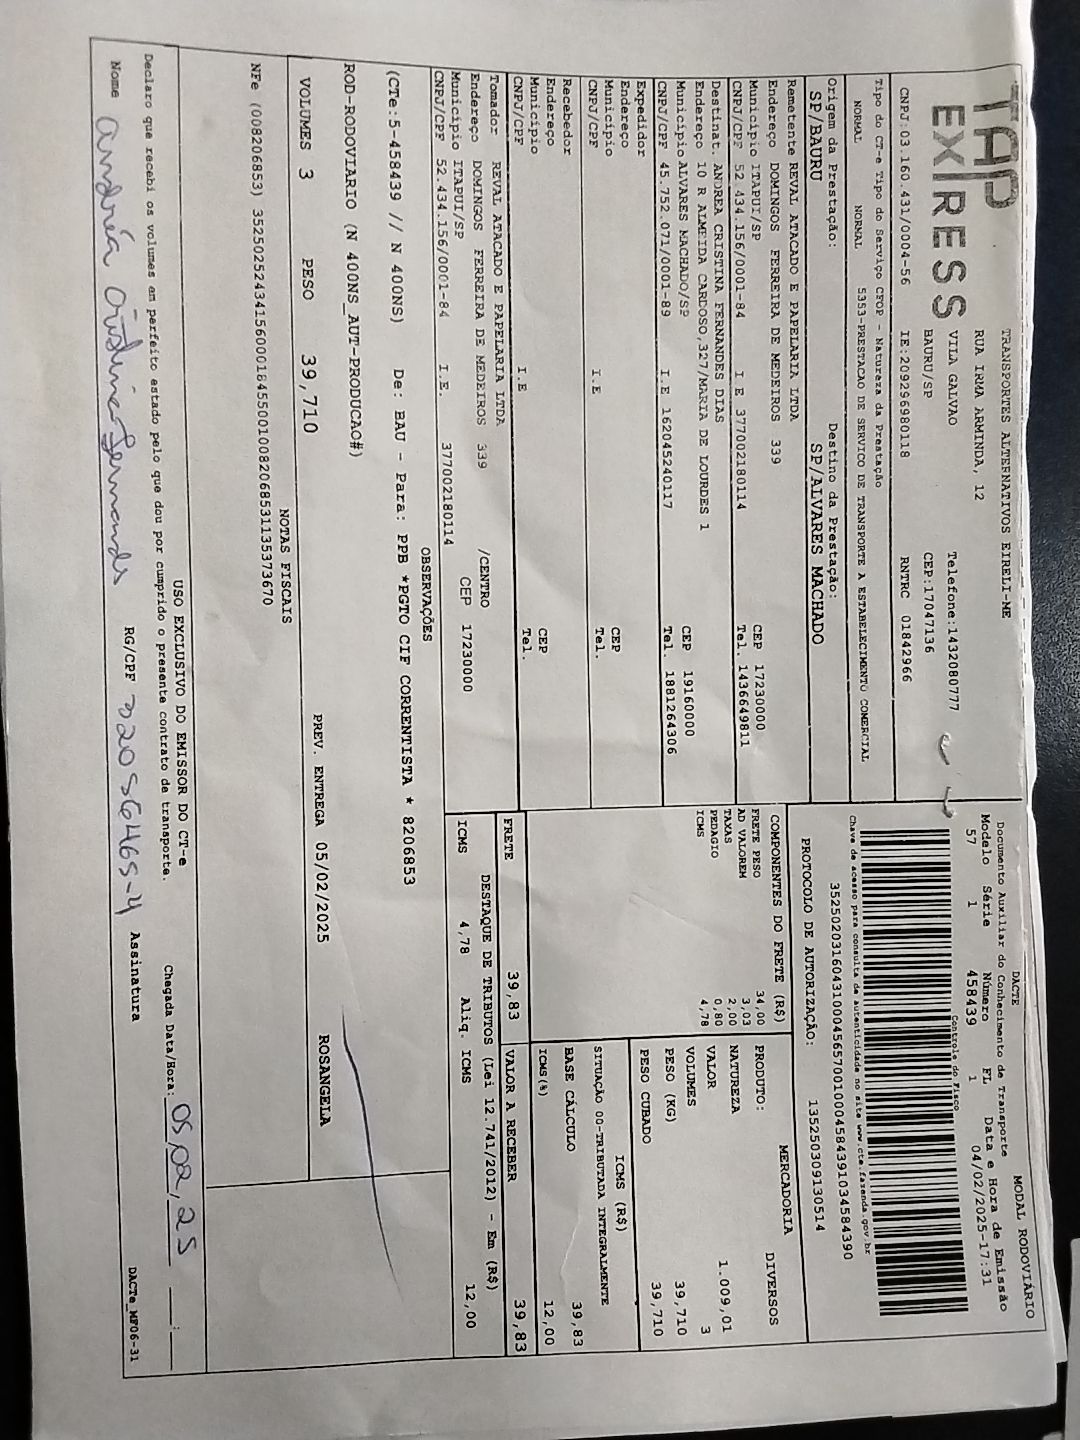 TAP
EX/RESS
TRANSPORTES ALTERNATIVOS EIRELI-ME
RUA IRMA ARMINDA, 12
VILA GALVAO Telefone:1432080777
BAURU/SP CEP:17047136
CNPJ:03.160.431/0004-56 IE:209296980118 RNTRC 01842966
Tipo do CT-e Tipo do Serviço CFOP - Natureza da Prestação
NORMAL NORMAL 5353-PRESTACAO DE SERVICO DE TRANSPORTE A ESTABELECIMENTO COMERCIAL
Origem da Prestação: Destino da Prestação:
SP/BAURU SP/ALVARES MACHADO
DACTE MODAL RODOVIÁRIO
Documento Auxiliar do Conhecimento de Transporte
Modelo Série Número FL Data e Hora de Emissão
57 1 458439 1 04/02/2025-17:31
Controle do Fisco
35250203160431000456570010004584391034584390
Chave de acesso para consulta de autenticidade no site www.cte.fazenda.gov.br
PROTOCOLO DE AUTORIZAÇÃO: 135250309130514
Remetente REVAL ATACADO E PAPELARIA LTDA
Endereço DOMINGOS FERREIRA DE MEDEIROS 339
Município ITAPUI/SP CEP 17230000
CNPJ/CPF 52.434.156/0001-84 I E 377002180114 Tel. 1436649811
Destinat. ANDREA CRISTINA FERNANDES DIAS
Endereço 10 R ALMEIDA CARDOSO,327/MARIA DE LOURDES 1
Município ALVARES MACHADO/SP CEP 19160000
CNPJ/CPF 45.752.071/0001-89 I.E 162045240117 Tel. 1881264306
Expedidor
Endereço
Município CEP
CNPJ/CPF I.E Tel.
Recebedor
Endereço
Município CEP
CNPJ/CPF I.E Tel.
Tomador REVAL ATACADO E PAPELARIA LTDA
Endereço DOMINGOS FERREIRA DE MEDEIROS 339 /CENTRO
Município ITAPUI/SP CEP 17230000
CNPJ/CPF 52.434.156/0001-84 I.E. 377002180114
COMPONENTES DO FRETE (R$)
FRETE PESO 34,00
AD VALOREM 3,03
TAXAS 2,00
PEDAGIO 0,80
ICMS 4,78
MERCADORIA
PRODUTO: DIVERSOS
NATUREZA
VALOR 1.009,01
VOLUMES 3
PESO (KG) 39,710
PESO CUBADO 39,710
ICMS (R$)
SITUAÇÃO 00-TRIBUTADA INTEGRALMENTE
BASE CÁLCULO 39,83
ICMS(%) 12,00
FRETE 39,83 VALOR A RECEBER 39,83
DESTAQUE DE TRIBUTOS (Lei 12.741/2012) - Em (R$)
ICMS 4,78 Aliq. ICMS 12,00
OBSERVAÇÕES
(CTe:5-458439 // N 400NS) De: BAU - Para: PPB *PGTO CIF CORRENTISTA * 8206853
ROD-RODOVIARIO (N 400NS_AUT-PRODUCAO#)
VOLUMES 3 PESO 39,710 PREV. ENTREGA 05/02/2025 ROSANGELA
NOTAS FISCAIS
NFe (008206853) 35250252434156000184550010082068531135373670
USO EXCLUSIVO DO EMISSOR DO CT-e
Declaro que recebi os volumes em perfeito estado pelo que dou por cumprido o presente contrato de transporte. Chegada Data/Hora: 05,02,25 :
Nome Andréa Cristina Fernandes RG/CPF 32056465-4 Assinatura DACTe_MF06-31